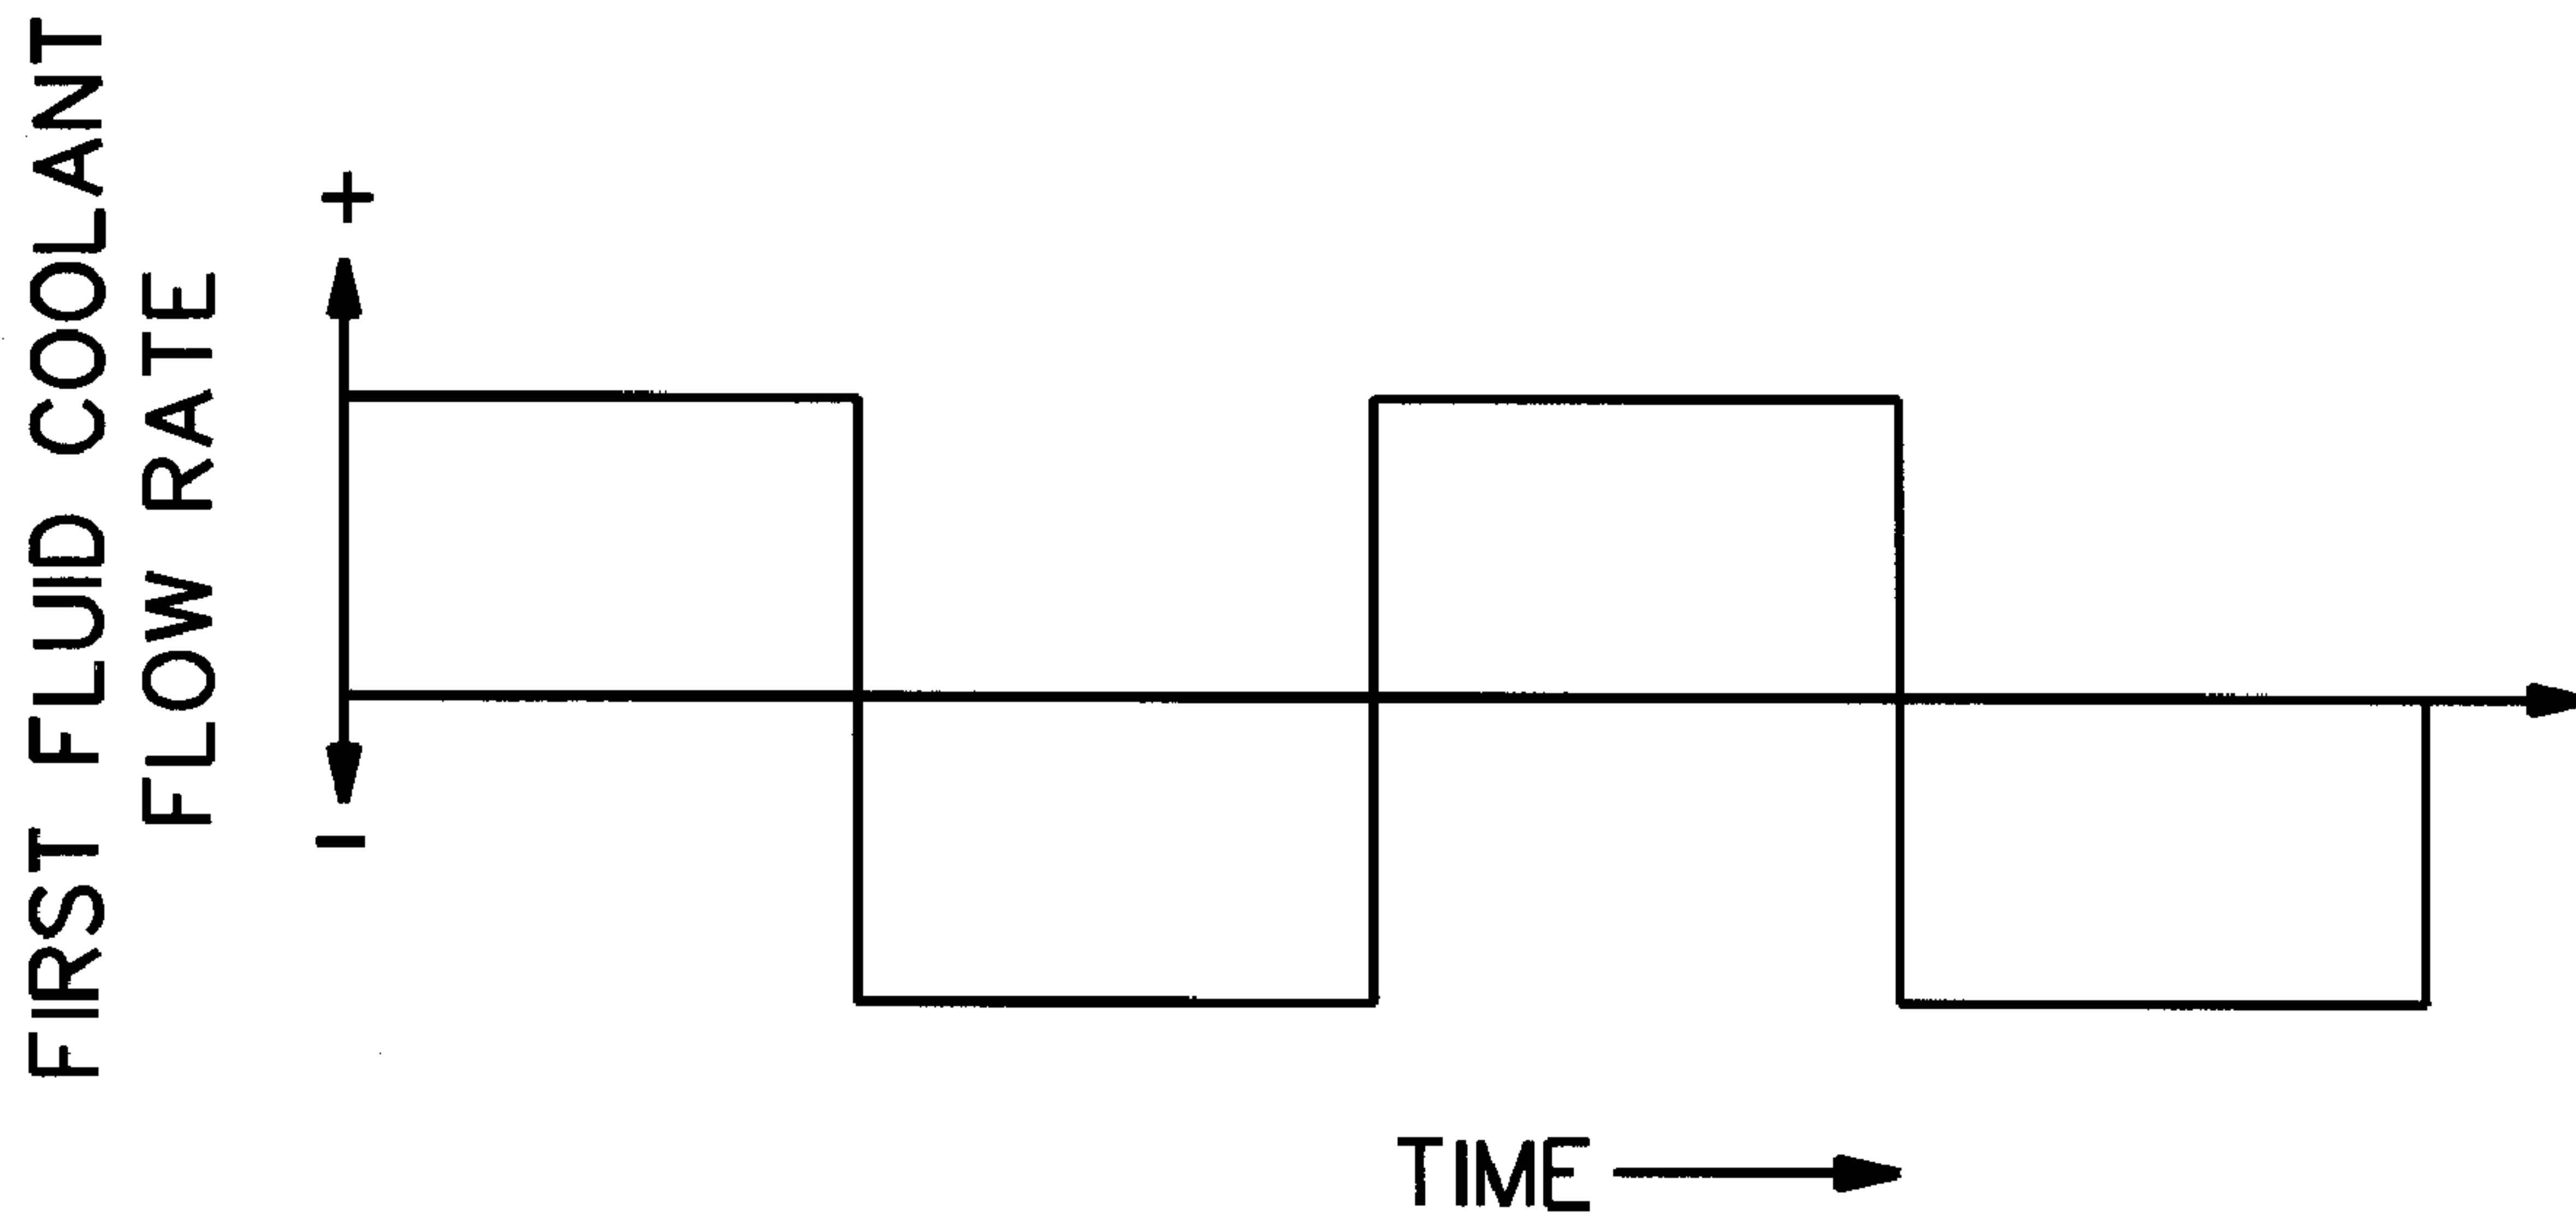 FIRST FLUID COOLANT
FLOW RATE
+
−
TIME